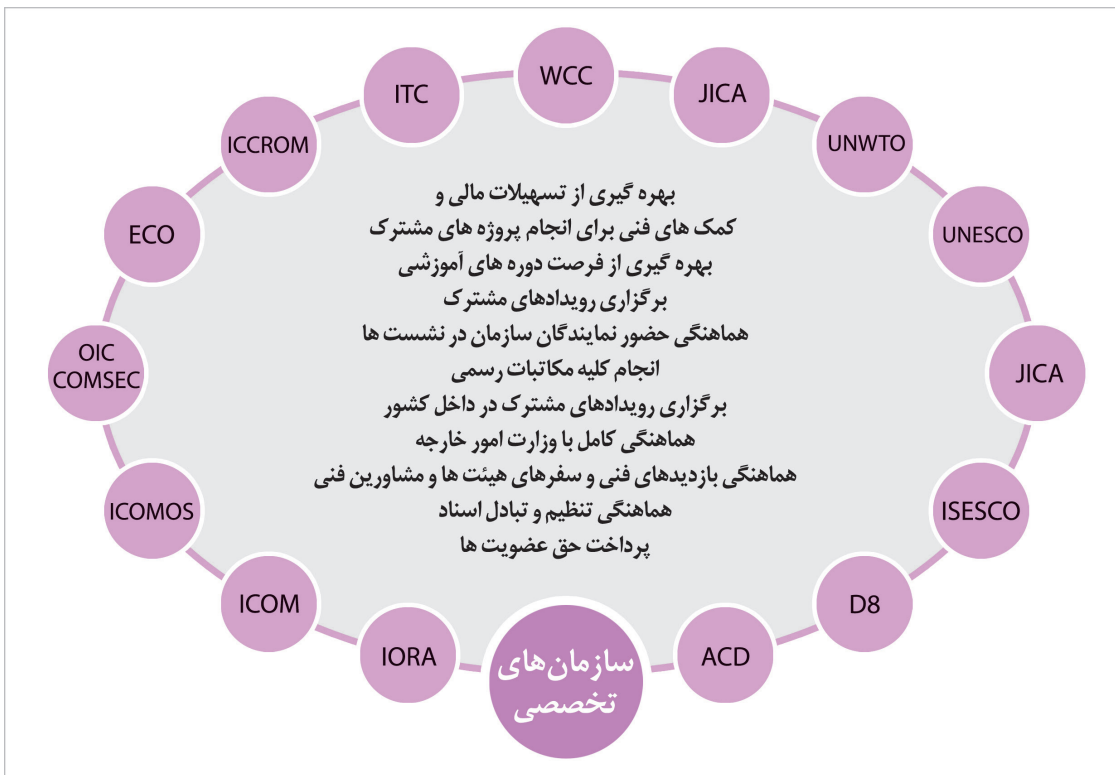 WCC
JICA
UNWTO
UNESCO
JICA
ISESCO
D8
ACD
سازمان‌های
تخصصی
IORA
ICOM
ICOMOS
OIC
COMSEC
ECO
ICCROM
ITC
بهره گیری از تسهیلات مالی و
کمک های فنی برای انجام پروژه های مشترک
بهره گیری از فرصت دوره های آموزشی
برگزاری رویدادهای مشترک
هماهنگی حضور نمایندگان سازمان در نشست ها
انجام کلیه مکاتبات رسمی
برگزاری رویدادهای مشترک در داخل کشور
هماهنگی کامل با وزارت امور خارجه
هماهنگی بازدیدهای فنی و سفرهای هیئت ها و مشاورین فنی
هماهنگی تنظیم و تبادل اسناد
پرداخت حق عضویت ها